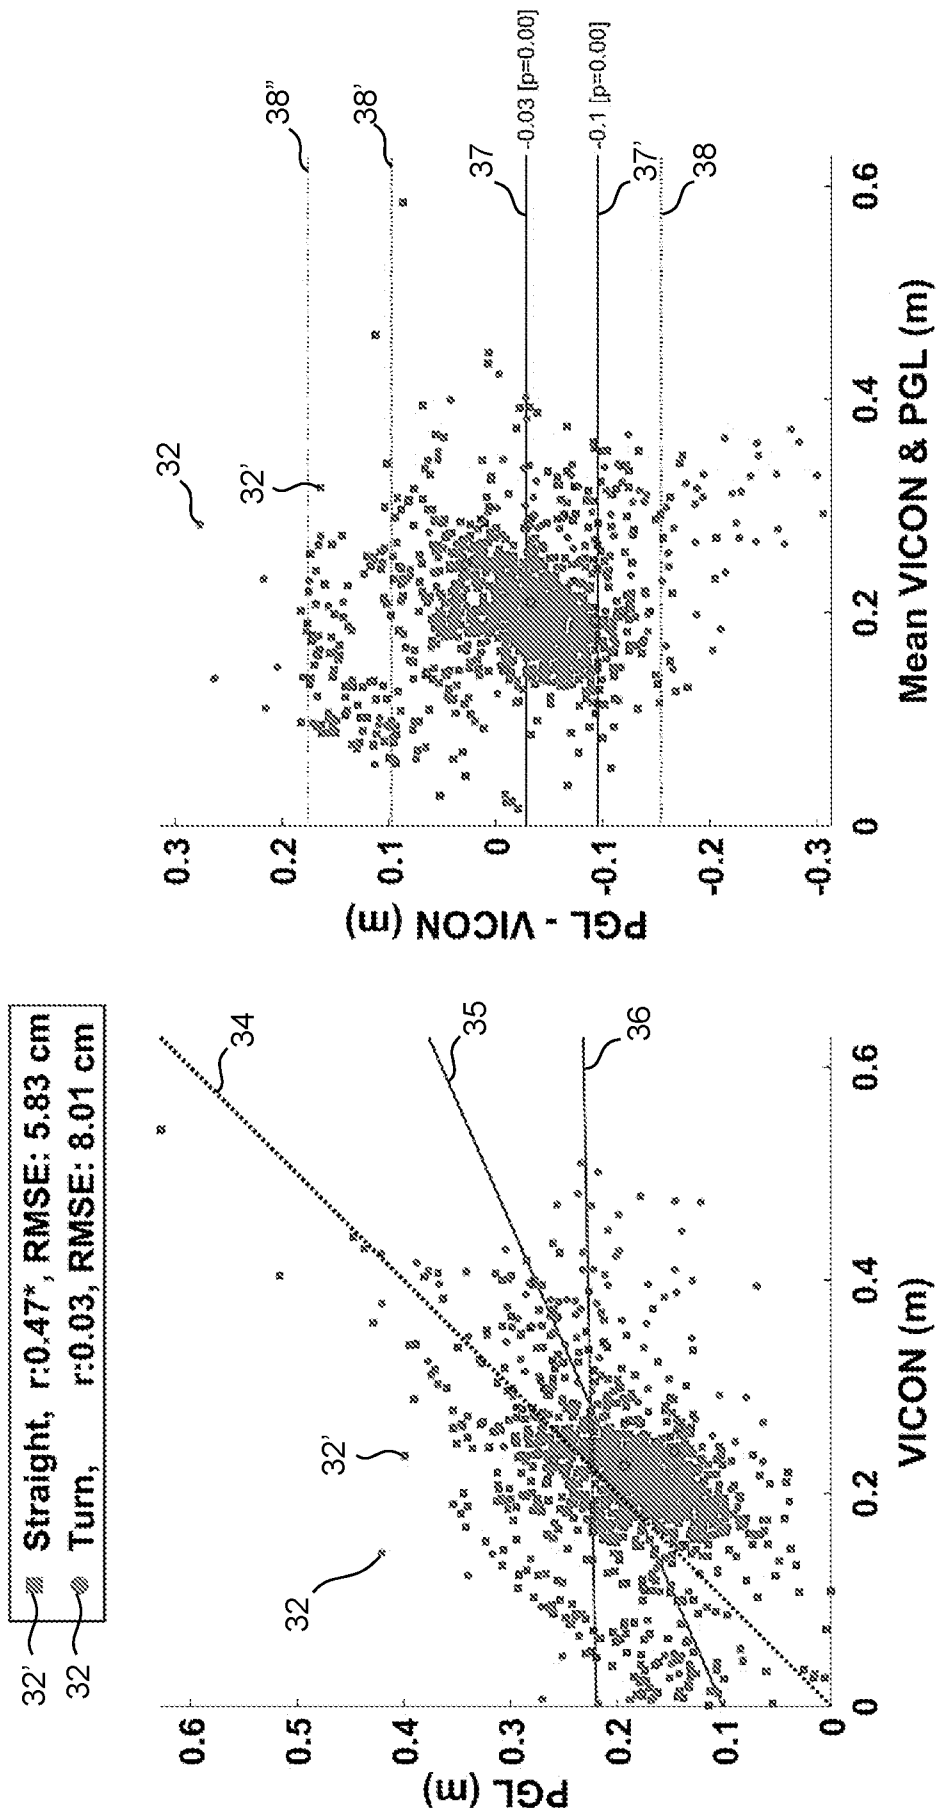 32' Straight, r:0.47*, RMSE: 5.83 cm
32 Turn, r:0.03, RMSE: 8.01 cm
PGL (m)
0.6
0.5
0.4
0.3
0.2
0.1
0
0 0.2 0.4 0.6
VICON (m)
32
32'
34
35
36
PGL - VICON (m)
0.3
0.2
0.1
0
-0.1
-0.2
-0.3
0 0.2 0.4 0.6
Mean VICON & PGL (m)
32
32'
38"
38'
37
-0.03 [p=0.00]
37'
-0.1 [p=0.00]
38